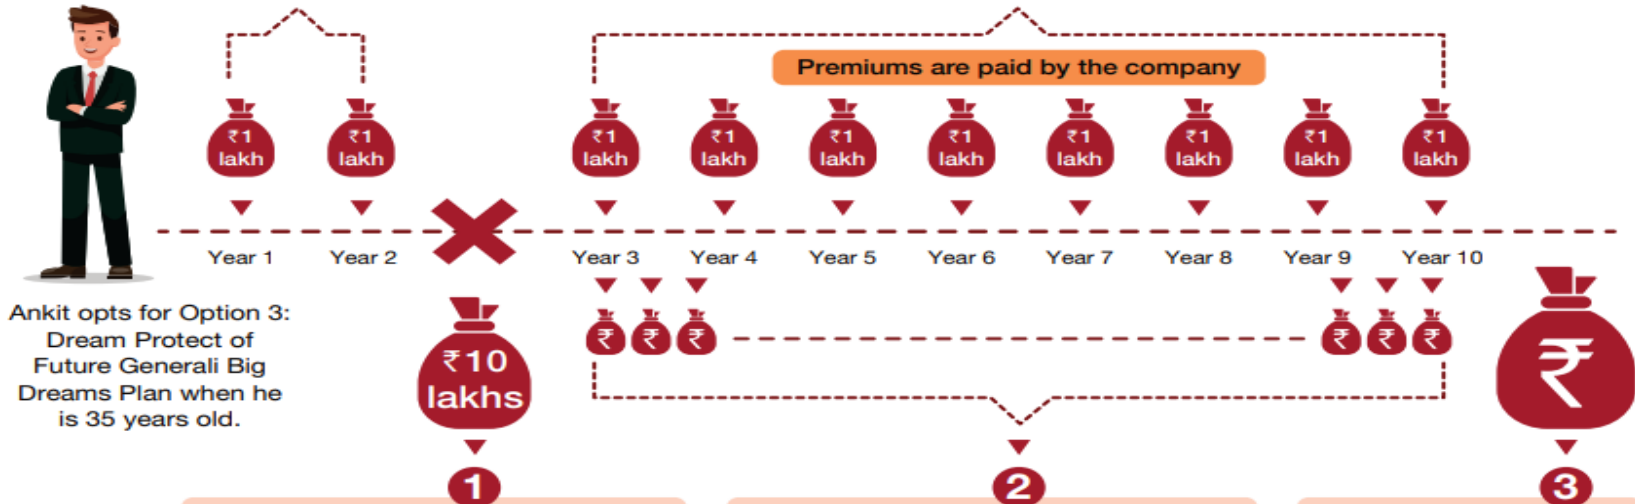 Premiums are paid by the company
₹1 lakh
₹1 lakh
₹1 lakh
₹1 lakh
₹1 lakh
₹1 lakh
₹1 lakh
₹1 lakh
₹1 lakh
₹1 lakh
Year 1 Year 2 Year 3 Year 4 Year 5 Year 6 Year 7 Year 8 Year 9 Year 10
Ankit opts for Option 3:
Dream Protect of
Future Generali Big
Dreams Plan when he
is 35 years old.
₹10
lakhs
₹ ₹ ₹ ₹ ₹ ₹
₹
1 2 3